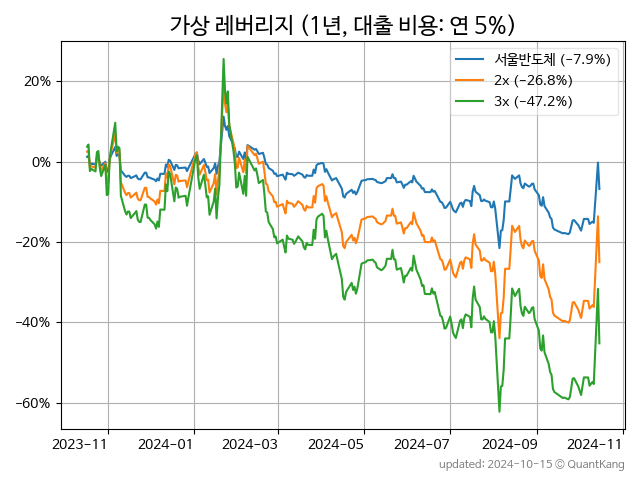 가상 레버리지 (1년, 대출 비용: 연 5%)
서울반도체 (−7.9%)
2x (−26.8%)
3x (−47.2%)
20%
0%
−20%
−40%
−60%
2023−11 2024−01 2024−03 2024−05 2024−07 2024−09 2024−11
updated: 2024-10-15 © QuantKang